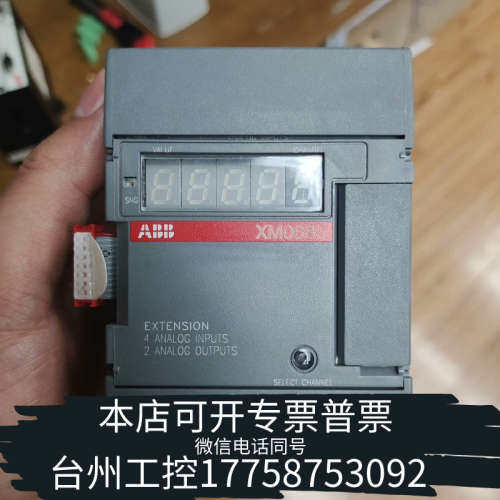 VALUE
SNG
ABB
EXTENSION
4 ANALOG INPUTS
2 ANALOG OUTPUTS
SELECT CHANNEL
本店可开专票普票
微信电话同号
台州工控17758753092